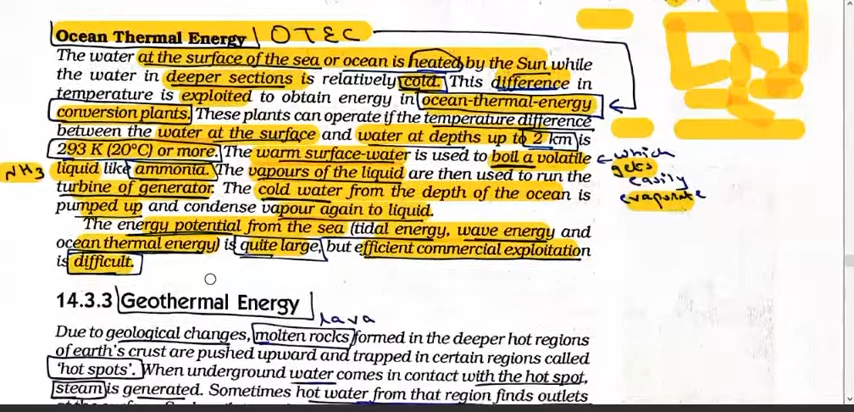 Ocean Thermal Energy OTEC
The water at the surface of the sea or ocean is heated by the Sun while
the water in deeper sections is relatively cold. This difference in
temperature is exploited to obtain energy in ocean-thermal-energy
conversion plants. These plants can operate if the temperature difference
between the water at the surface and water at depths up to 2 km is
293 K (20°C) or more. The warm surface-water is used to boil a volatile
which
gets
easily
evaporate
NH3
liquid like ammonia. The vapours of the liquid are then used to run the
turbine of generator. The cold water from the depth of the ocean is
pumped up and condense vapour again to liquid.
The energy potential from the sea (tidal energy, wave energy and
ocean thermal energy) is quite large, but efficient commercial exploitation
is difficult.
14.3.3 Geothermal Energy
lava
Due to geological changes, molten rocks formed in the deeper hot regions
of earth's crust are pushed upward and trapped in certain regions called
'hot spots'. When underground water comes in contact with the hot spot,
steam is generated. Sometimes hot water from that region finds outlets